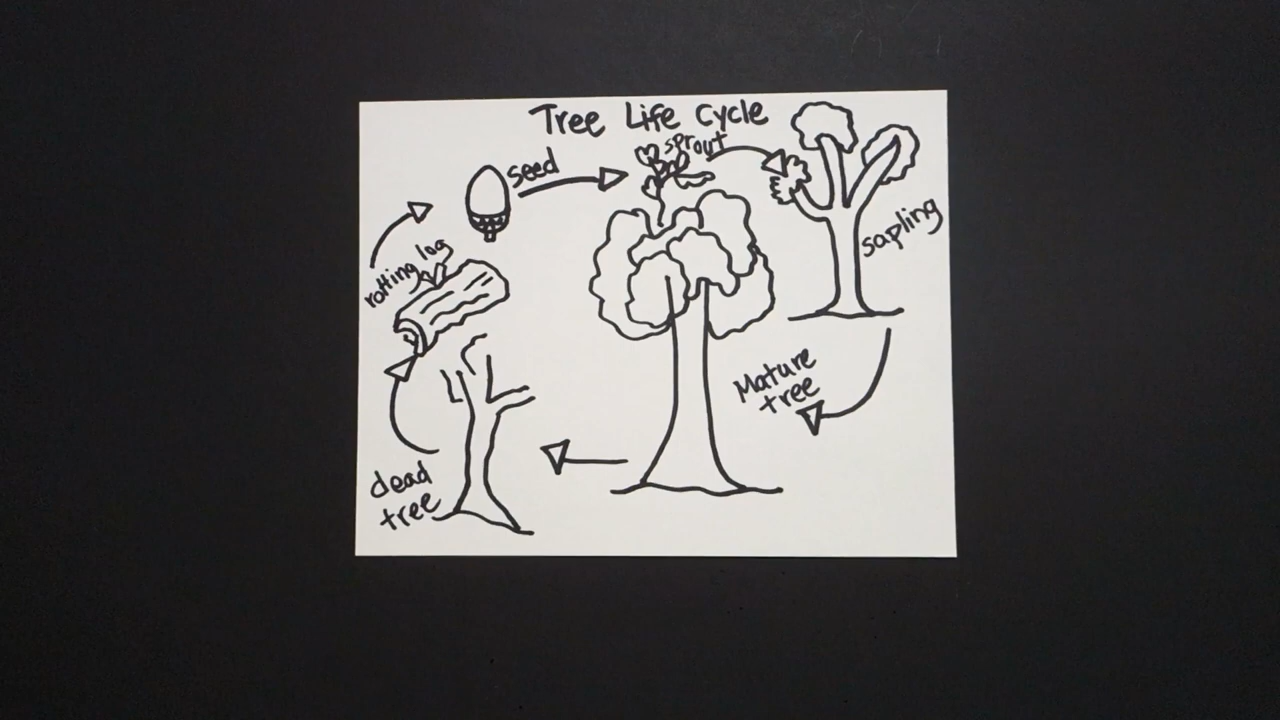 Tree Life Cycle
seed
sprout
sapling
Mature
tree
dead
tree
rotting log